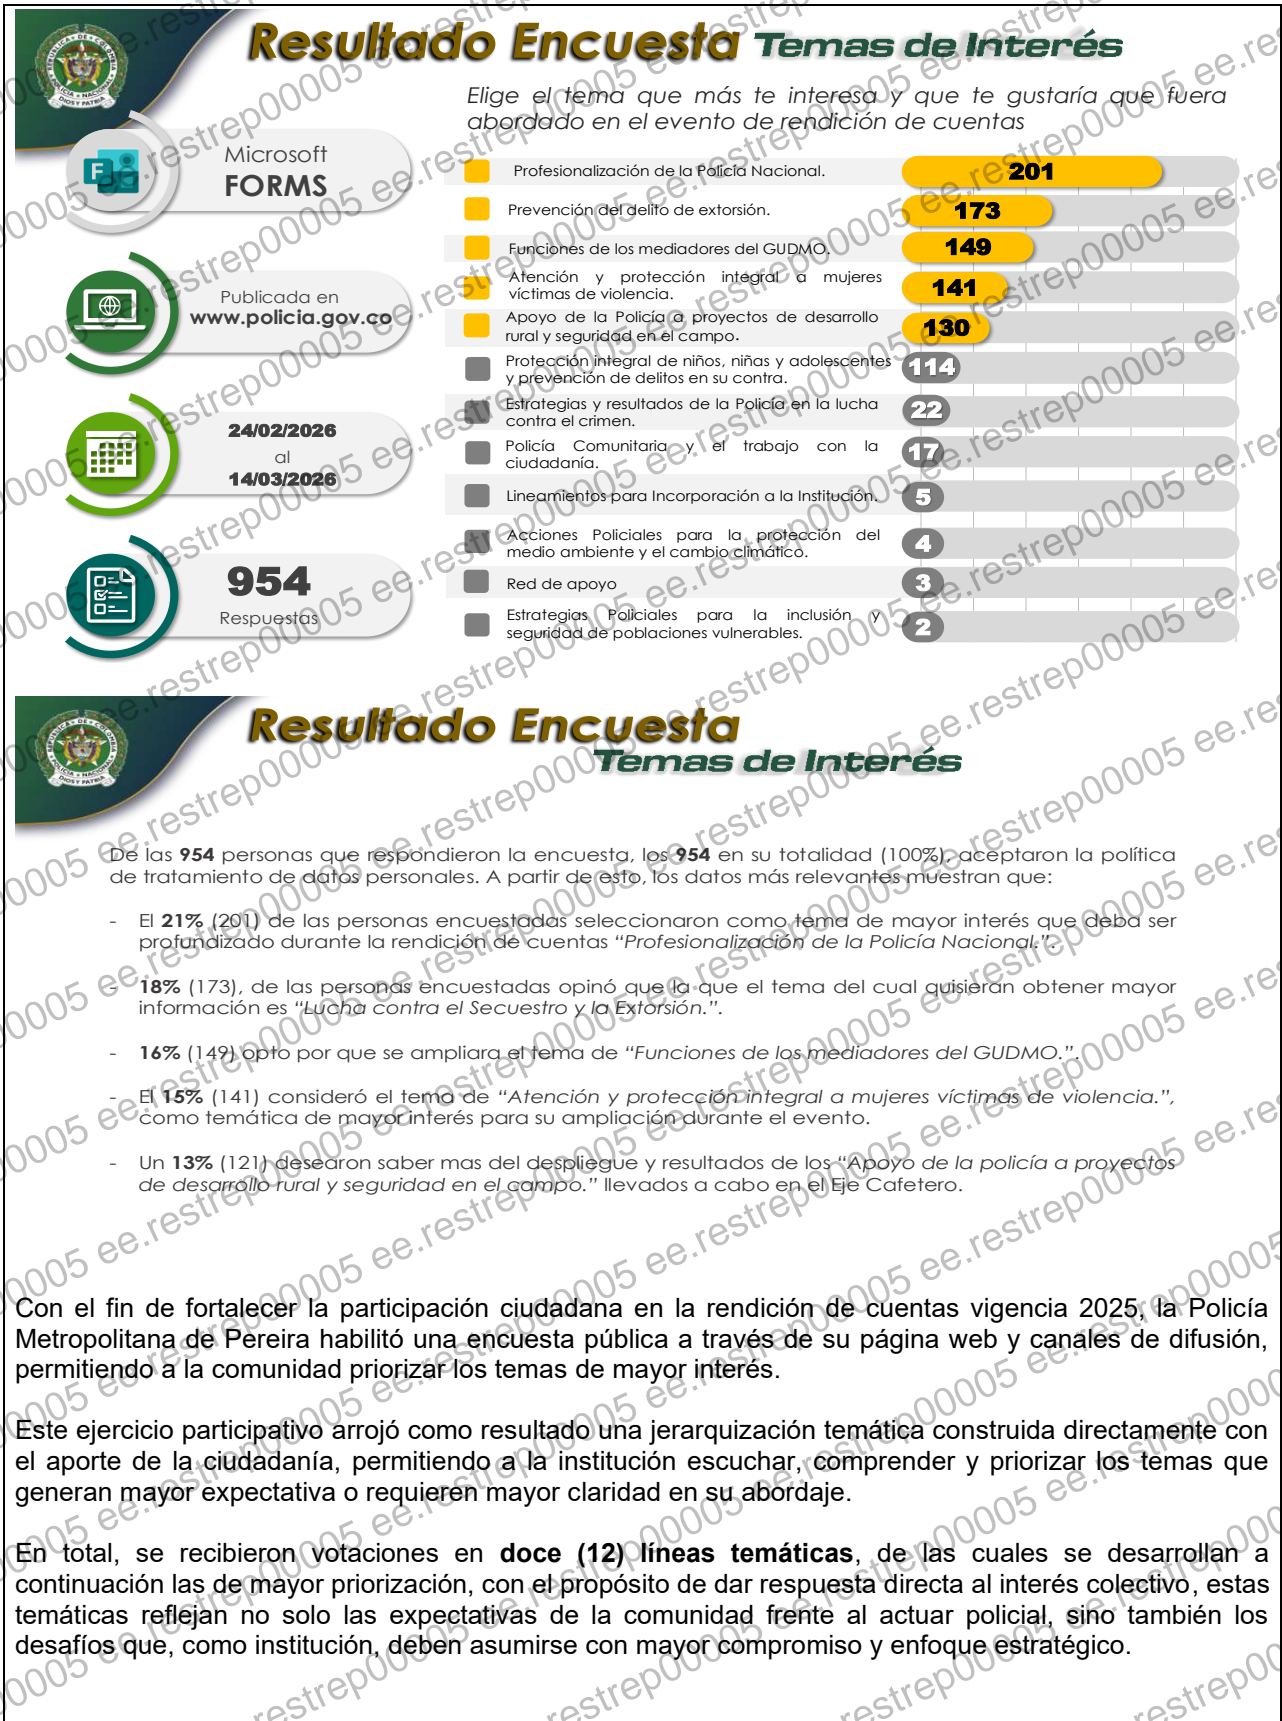 Resultado Encuesta Temas de Interés
Elige el tema que más te interesa y que te gustaría que fuera
abordado en el evento de rendición de cuentas
Microsoft
FORMS
Publicada en
www.policia.gov.co
24/02/2026
al
14/03/2026
954
Respuestas
Profesionalización de la Policía Nacional. 201
Prevención del delito de extorsión. 173
Funciones de los mediadores del GUDMO. 149
Atención y protección integral a mujeres
víctimas de violencia. 141
Apoyo de la Policía a proyectos de desarrollo
rural y seguridad en el campo. 130
Protección integral de niños, niñas y adolescentes
y prevención de delitos en su contra. 114
Estrategias y resultados de la Policía en la lucha
contra el crimen. 22
Policía Comunitaria y el trabajo con la
ciudadanía. 17
Lineamientos para Incorporación a la Institución. 5
Acciones Policiales para la protección del
medio ambiente y el cambio climático. 4
Red de apoyo 3
Estrategias Policiales para la inclusión y
seguridad de poblaciones vulnerables. 2
Resultado Encuesta
Temas de Interés
De las 954 personas que respondieron la encuesta, los 954 en su totalidad (100%), aceptaron la política
de tratamiento de datos personales. A partir de esto, los datos más relevantes muestran que:
- El 21% (201) de las personas encuestadas seleccionaron como tema de mayor interés que deba ser
profundizado durante la rendición de cuentas “Profesionalización de la Policía Nacional.”.
- 18% (173), de las personas encuestadas opinó que la que el tema del cual quisieran obtener mayor
información es “Lucha contra el Secuestro y la Extorsión.”.
- 16% (149) opto por que se ampliara el tema de “Funciones de los mediadores del GUDMO.”.
- El 15% (141) consideró el tema de “Atención y protección integral a mujeres víctimas de violencia.”,
como temática de mayor interés para su ampliación durante el evento.
- Un 13% (121) desearon saber mas del despliegue y resultados de los “Apoyo de la policía a proyectos
de desarrollo rural y seguridad en el campo.” llevados a cabo en el Eje Cafetero.
Con el fin de fortalecer la participación ciudadana en la rendición de cuentas vigencia 2025, la Policía
Metropolitana de Pereira habilitó una encuesta pública a través de su página web y canales de difusión,
permitiendo a la comunidad priorizar los temas de mayor interés.
Este ejercicio participativo arrojó como resultado una jerarquización temática construida directamente con
el aporte de la ciudadanía, permitiendo a la institución escuchar, comprender y priorizar los temas que
generan mayor expectativa o requieren mayor claridad en su abordaje.
En total, se recibieron votaciones en doce (12) líneas temáticas, de las cuales se desarrollan a
continuación las de mayor priorización, con el propósito de dar respuesta directa al interés colectivo, estas
temáticas reflejan no solo las expectativas de la comunidad frente al actuar policial, sino también los
desafíos que, como institución, deben asumirse con mayor compromiso y enfoque estratégico.
ee.restrep00005